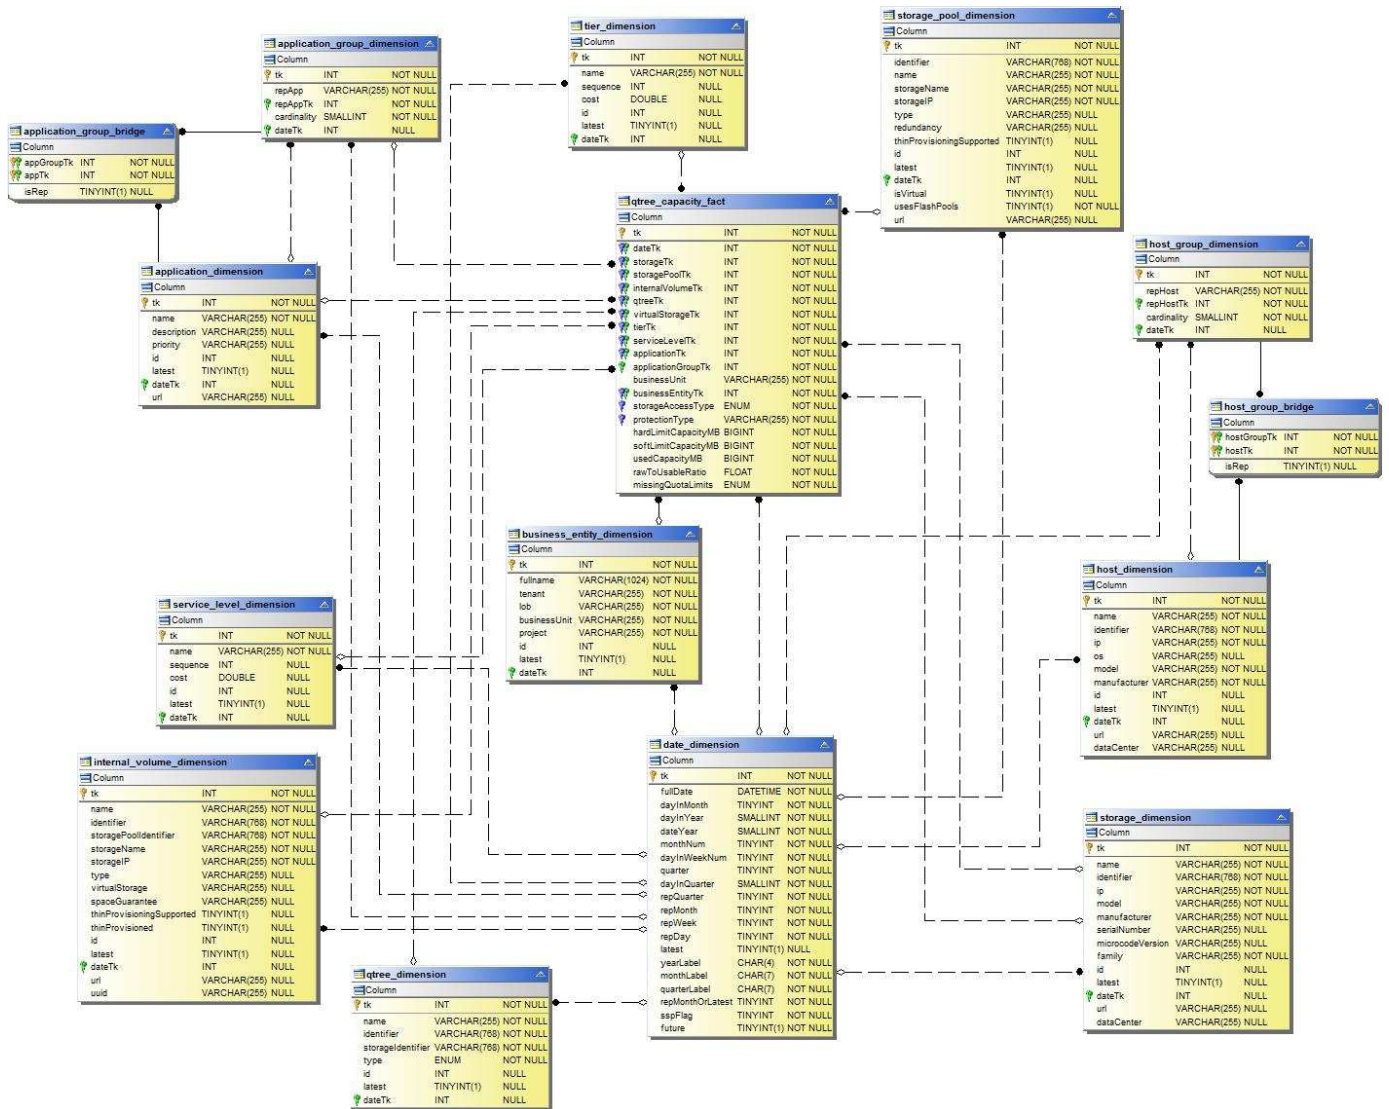 application_group_dimension
Column
tk INT NOT NULL
repApp VARCHAR(255) NOT NULL
repAppTk INT NOT NULL
cardinality SMALLINT NOT NULL
dateTk INT NULL
tier_dimension
Column
tk INT NOT NULL
name VARCHAR(255) NOT NULL
sequence INT NULL
cost DOUBLE NULL
id INT NULL
latest TINYINT(1) NULL
dateTk INT NULL
storage_pool_dimension
Column
tk INT NOT NULL
identifier VARCHAR(768) NOT NULL
name VARCHAR(255) NOT NULL
storageName VARCHAR(255) NOT NULL
storageIP VARCHAR(255) NOT NULL
type VARCHAR(255) NULL
redundancy VARCHAR(255) NULL
thinProvisioningSupported TINYINT(1) NULL
id INT NULL
latest TINYINT(1) NULL
dateTk INT NULL
isVirtual TINYINT(1) NULL
usesFlashPools TINYINT(1) NOT NULL
url VARCHAR(255) NULL
application_group_bridge
Column
appGroupTk INT NOT NULL
appTk INT NOT NULL
isRep TINYINT(1) NULL
qtree_capacity_fact
Column
tk INT NOT NULL
dateTk INT NOT NULL
storageTk INT NOT NULL
storagePoolTk INT NOT NULL
internalVolumeTk INT NOT NULL
qtreeTk INT NOT NULL
virtualStorageTk INT NOT NULL
tierTk INT NOT NULL
serviceLevelTk INT NOT NULL
applicationTk INT NOT NULL
applicationGroupTk INT NOT NULL
businessUnit VARCHAR(255) NOT NULL
businessEntityTk INT NOT NULL
storageAccessType ENUM NOT NULL
protectionType VARCHAR(255) NOT NULL
hardLimitCapacityMB BIGINT NOT NULL
softLimitCapacityMB BIGINT NOT NULL
usedCapacityMB BIGINT NOT NULL
rawToUsableRatio FLOAT NOT NULL
missingQuotaLimits ENUM NOT NULL
host_group_dimension
Column
tk INT NOT NULL
repHost VARCHAR(255) NOT NULL
repHostTk INT NOT NULL
cardinality SMALLINT NOT NULL
dateTk INT NULL
application_dimension
Column
tk INT NOT NULL
name VARCHAR(255) NOT NULL
description VARCHAR(255) NULL
priority VARCHAR(255) NULL
id INT NULL
latest TINYINT(1) NULL
dateTk INT NULL
url VARCHAR(255) NULL
host_group_bridge
Column
hostGroupTk INT NOT NULL
hostTk INT NOT NULL
isRep TINYINT(1) NULL
business_entity_dimension
Column
tk INT NOT NULL
fullname VARCHAR(1024) NOT NULL
tenant VARCHAR(255) NOT NULL
lob VARCHAR(255) NOT NULL
businessUnit VARCHAR(255) NOT NULL
project VARCHAR(255) NOT NULL
id INT NULL
latest TINYINT(1) NULL
dateTk INT NULL
host_dimension
Column
tk INT NOT NULL
name VARCHAR(255) NOT NULL
identifier VARCHAR(768) NOT NULL
ip VARCHAR(255) NOT NULL
os VARCHAR(255) NULL
model VARCHAR(255) NOT NULL
manufacturer VARCHAR(255) NOT NULL
id INT NULL
latest TINYINT(1) NULL
dateTk INT NULL
url VARCHAR(255) NULL
dataCenter VARCHAR(255) NULL
service_level_dimension
Column
tk INT NOT NULL
name VARCHAR(255) NOT NULL
sequence INT NULL
cost DOUBLE NULL
id INT NULL
latest TINYINT(1) NULL
dateTk INT NULL
date_dimension
Column
tk INT NOT NULL
fullDate DATETIME NOT NULL
dayInMonth TINYINT NOT NULL
dayInYear SMALLINT NOT NULL
dateYear SMALLINT NOT NULL
monthNum TINYINT NOT NULL
dayInWeekNum TINYINT NOT NULL
quarter TINYINT NOT NULL
dayInQuarter SMALLINT NOT NULL
repQuarter TINYINT NOT NULL
repMonth TINYINT NOT NULL
repWeek TINYINT NOT NULL
repDay TINYINT NOT NULL
latest TINYINT(1) NULL
yearLabel CHAR(4) NOT NULL
monthLabel CHAR(7) NOT NULL
quarterLabel CHAR(7) NOT NULL
repMonthOrLatest TINYINT NOT NULL
sspFlag TINYINT NOT NULL
future TINYINT(1) NOT NULL
internal_volume_dimension
Column
tk INT NOT NULL
name VARCHAR(255) NOT NULL
identifier VARCHAR(768) NOT NULL
storagePoolIdentifier VARCHAR(768) NOT NULL
storageName VARCHAR(255) NOT NULL
storageIP VARCHAR(255) NOT NULL
type VARCHAR(255) NULL
virtualStorage VARCHAR(255) NULL
spaceGuarantee VARCHAR(255) NULL
thinProvisioningSupported TINYINT(1) NULL
thinProvisioned TINYINT(1) NULL
id INT NULL
latest TINYINT(1) NULL
dateTk INT NULL
url VARCHAR(255) NULL
uuid VARCHAR(255) NULL
storage_dimension
Column
tk INT NOT NULL
name VARCHAR(255) NOT NULL
identifier VARCHAR(768) NOT NULL
ip VARCHAR(255) NOT NULL
model VARCHAR(255) NOT NULL
manufacturer VARCHAR(255) NOT NULL
serialNumber VARCHAR(255) NULL
microcodeVersion VARCHAR(255) NULL
family VARCHAR(255) NOT NULL
id INT NULL
latest TINYINT(1) NULL
dateTk INT NULL
url VARCHAR(255) NULL
dataCenter VARCHAR(255) NULL
qtree_dimension
Column
tk INT NOT NULL
name VARCHAR(255) NOT NULL
identifier VARCHAR(768) NOT NULL
storageIdentifier VARCHAR(768) NOT NULL
type ENUM NOT NULL
id INT NULL
latest TINYINT(1) NULL
dateTk INT NULL